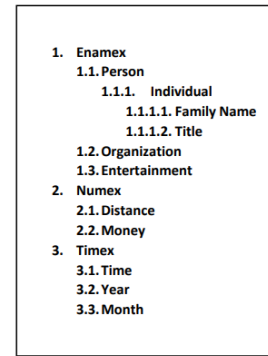 1. Enamex
1.1. Person
1.1.1. Individual
1.1.1.1. Family Name
1.1.1.2. Title
1.2. Organization
1.3. Entertainment
2. Numex
2.1. Distance
2.2. Money
3. Timex
3.1. Time
3.2. Year
3.3. Month